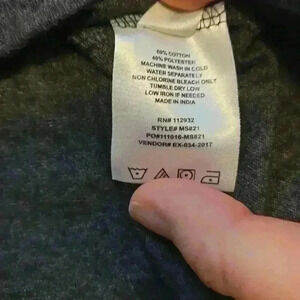 60% COTTON
40% POLYESTER
MACHINE WASH IN COLD
WATER SEPARATELY
NON CHLORINE BLEACH ONLY
TUMBLE DRY LOW
LOW IRON IF NEEDED
MADE IN INDIA
RN# 112932
STYLE# MS821
PO#111016-MS821
VENDOR# EX-034-2017